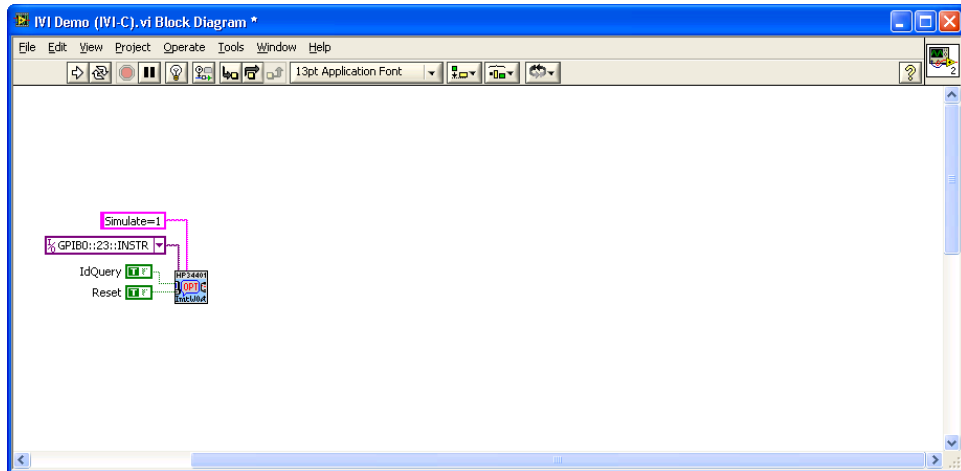 IVI Demo (IVI-C).vi Block Diagram *
File Edit View Project Operate Tools Window Help
13pt Application Font
2
Simulate=1
GPIB0::23::INSTR
IdQuery T F
HP34401
Reset T F
OPT
InitWOpt